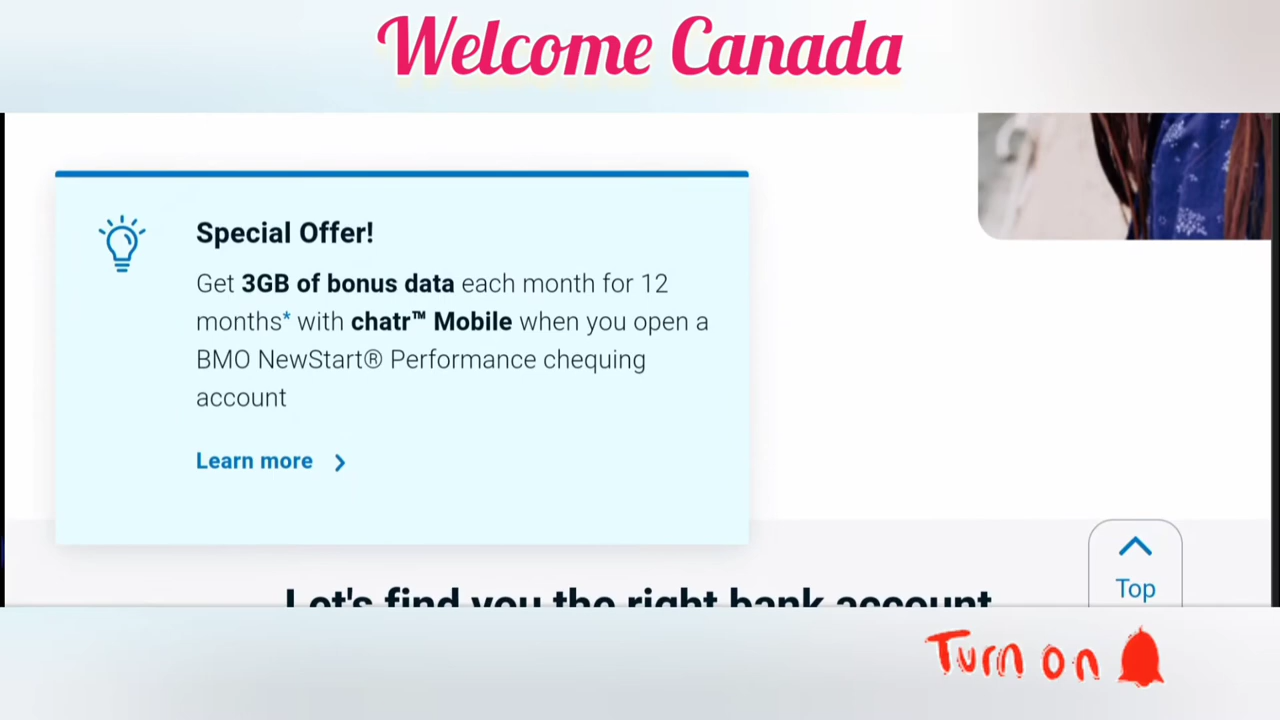 Welcome Canada
Special Offer!
Get 3GB of bonus data each month for 12
months* with chatr™ Mobile when you open a
BMO NewStart® Performance chequing
account
Learn more
Top
Let's find you the right bank account
Turn on